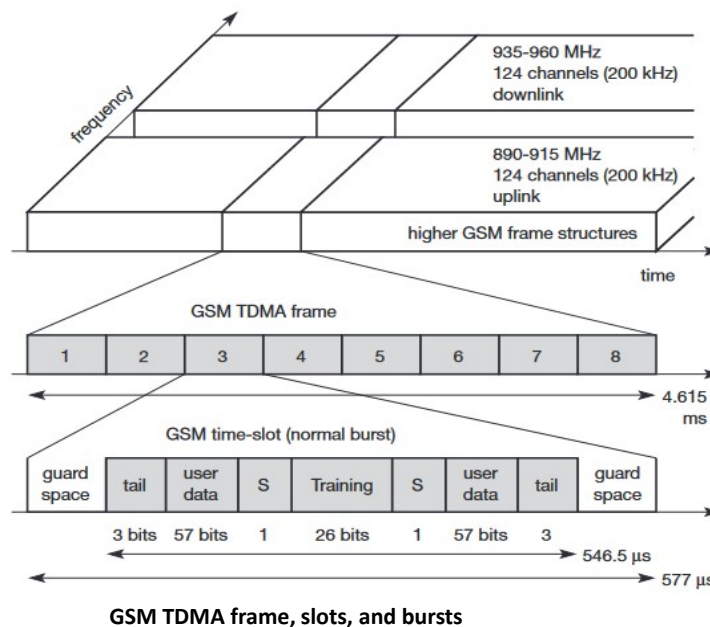 frequency
935-960 MHz
124 channels (200 kHz)
downlink
890-915 MHz
124 channels (200 kHz)
uplink
higher GSM frame structures
time
GSM TDMA frame
1 2 3 4 5 6 7 8
4.615
ms
GSM time-slot (normal burst)
guard
space
tail
user
data
S
Training
S
user
data
tail
guard
space
3 bits 57 bits 1 26 bits 1 57 bits 3
546.5 µs
577 µs
GSM TDMA frame, slots, and bursts